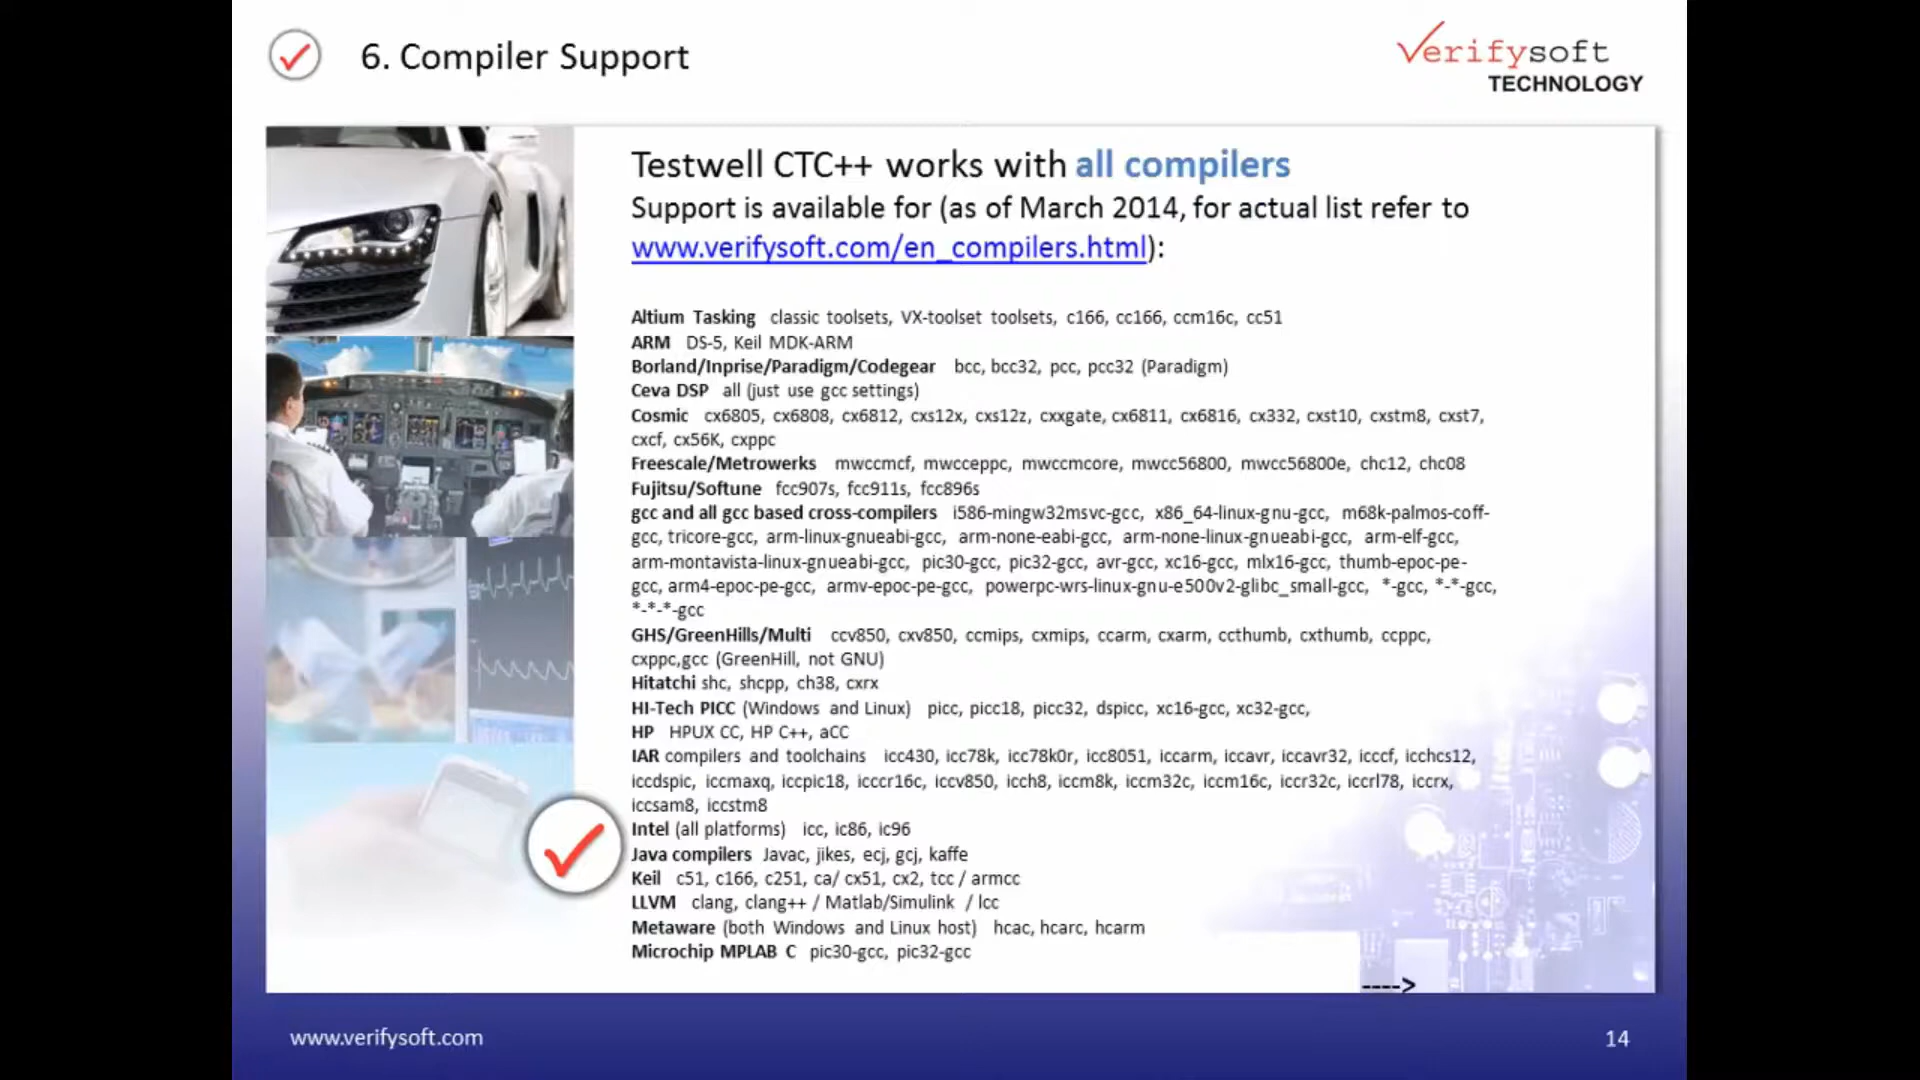 6. Compiler Support
Verifysoft
TECHNOLOGY
Testwell CTC++ works with all compilers
Support is available for (as of March 2014, for actual list refer to
www.verifysoft.com/en_compilers.html):
Altium Tasking classic toolsets, VX-toolset toolsets, c166, cc166, ccm16c, cc51
ARM DS-5, Keil MDK-ARM
Borland/Inprise/Paradigm/Codegear bcc, bcc32, pcc, pcc32 (Paradigm)
Ceva DSP all (just use gcc settings)
Cosmic cx6805, cx6808, cx6812, cxs12x, cxs12z, cxxgate, cx6811, cx6816, cx332, cxst10, cxstm8, cxst7,
cxcf, cx56K, cxppc
Freescale/Metrowerks mwccmcf, mwcceppc, mwccmcore, mwcc56800, mwcc56800e, chc12, chc08
Fujitsu/Softune fcc907s, fcc911s, fcc896s
gcc and all gcc based cross-compilers i586-mingw32msvc-gcc, x86_64-linux-gnu-gcc, m68k-palmos-coff-
gcc, tricore-gcc, arm-linux-gnueabi-gcc, arm-none-eabi-gcc, arm-none-linux-gnueabi-gcc, arm-elf-gcc,
arm-montavista-linux-gnueabi-gcc, pic30-gcc, pic32-gcc, avr-gcc, xc16-gcc, mlx16-gcc, thumb-epoc-pe-
gcc, arm4-epoc-pe-gcc, armv-epoc-pe-gcc, powerpc-wrs-linux-gnu-e500v2-glibc_small-gcc, *-gcc, *-*-gcc,
*-*-*-gcc
GHS/GreenHills/Multi ccv850, cxv850, ccmips, cxmips, ccarm, cxarm, ccthumb, cxthumb, ccppc,
cxppc,gcc (GreenHill, not GNU)
Hitatchi shc, shcpp, ch38, cxrx
HI-Tech PICC (Windows and Linux) picc, picc18, picc32, dspicc, xc16-gcc, xc32-gcc,
HP HPUX CC, HP C++, aCC
IAR compilers and toolchains icc430, icc78k, icc78k0r, icc8051, iccarm, iccavr, iccavr32, icccf, icchcs12,
iccdspic, iccmaxq, iccpic18, icccr16c, iccv850, icch8, iccm8k, iccm32c, iccm16c, iccr32c, iccrl78, iccrx,
iccsam8, iccstm8
Intel (all platforms) icc, ic86, ic96
Java compilers Javac, jikes, ecj, gcj, kaffe
Keil c51, c166, c251, ca/ cx51, cx2, tcc / armcc
LLVM clang, clang++ / Matlab/Simulink / lcc
Metaware (both Windows and Linux host) hcac, hcarc, hcarm
Microchip MPLAB C pic30-gcc, pic32-gcc
---->
www.verifysoft.com
14